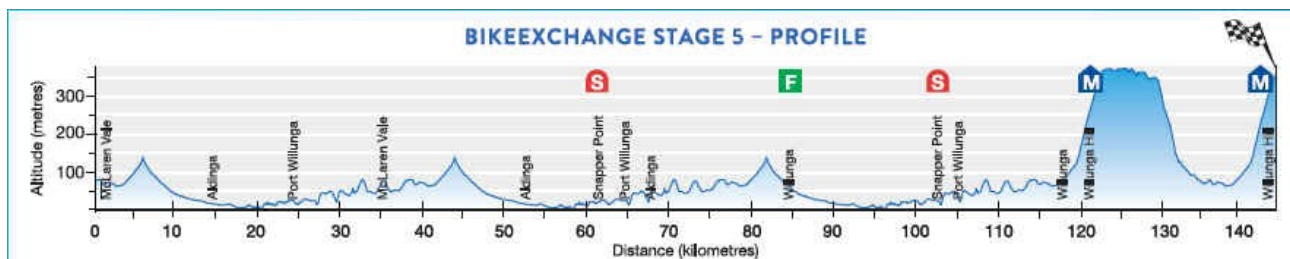 BIKEEXCHANGE STAGE 5 – PROFILE
Altitude (metres)
300
200
100
0
S
F
S
M
M
McLaren Vale
Aldinga
Port Willunga
McLaren Vale
Aldinga
Snapper Point
Port Willunga
Aldinga
Willunga
Snapper Point
Port Willunga
Willunga
Willunga Hill
Willunga Hill
0 10 20 30 40 50 60 70 80 90 100 110 120 130 140
Distance (kilometres)